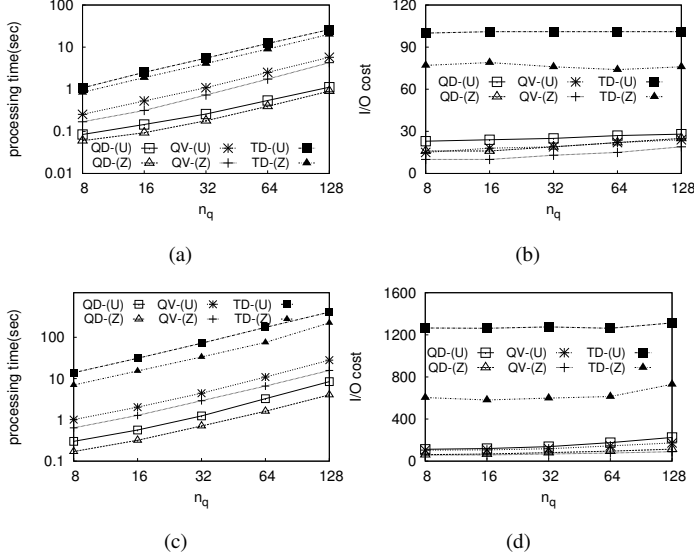 100
10
1
0.1
0.01
processing time(sec)
QD-(U) QV-(U) TD-(U)
QD-(Z) QV-(Z) TD-(Z)
8 16 32 64 128
n_q
(a)
120
90
60
30
0
I/O cost
QD-(U) QV-(U) TD-(U)
QD-(Z) QV-(Z) TD-(Z)
8 16 32 64 128
n_q
(b)
100
10
1
0.1
processing time(sec)
QD-(U) QV-(U) TD-(U)
QD-(Z) QV-(Z) TD-(Z)
8 16 32 64 128
n_q
(c)
1600
1200
800
400
0
I/O cost
QD-(U) QV-(U) TD-(U)
QD-(Z) QV-(Z) TD-(Z)
8 16 32 64 128
n_q
(d)